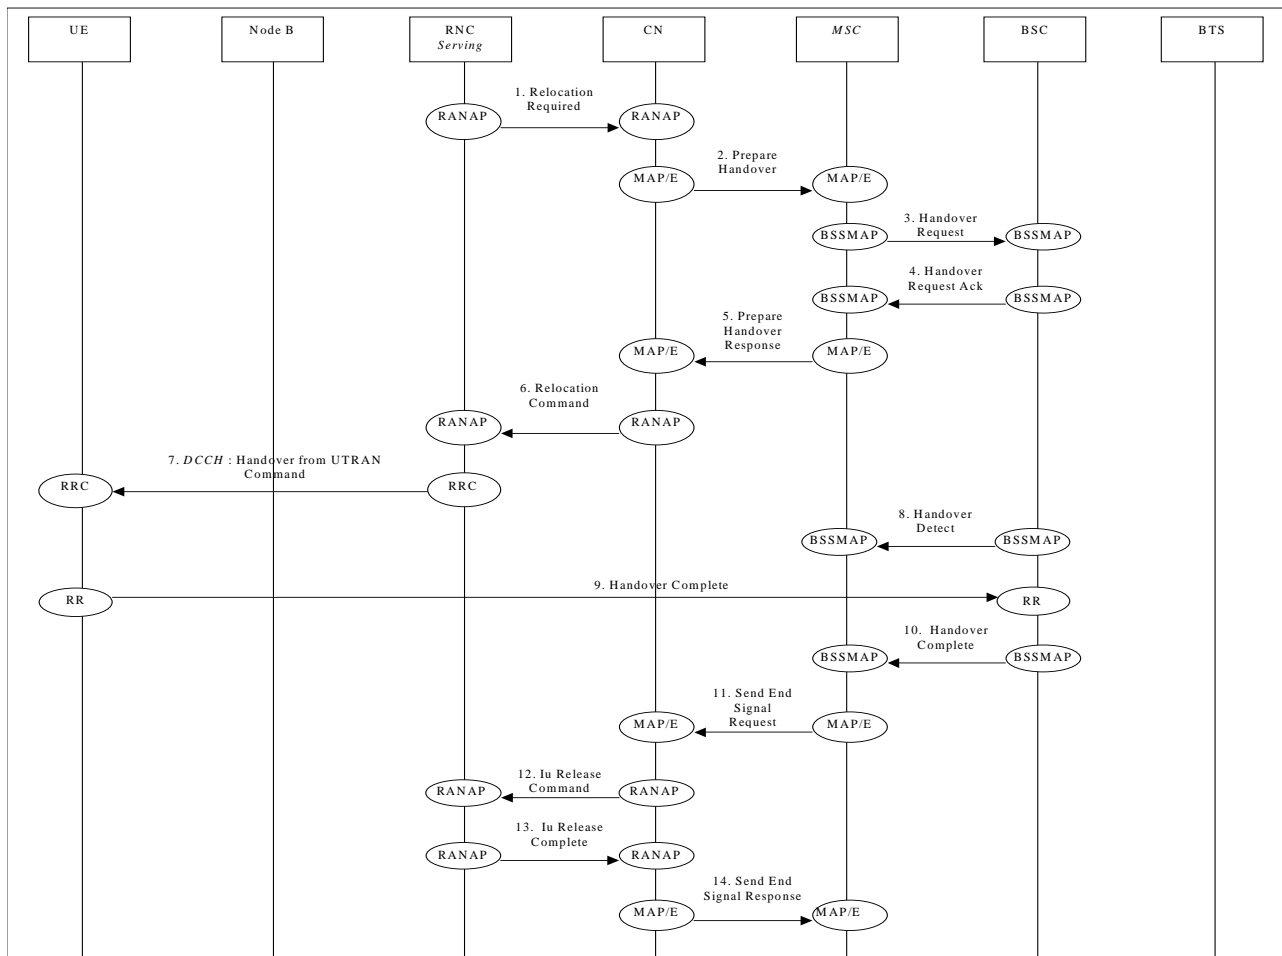 UE
Node B
RNC
Serving
CN
MSC
BSC
BTS
1. Relocation
Required
RANAP
RANAP
2. Prepare
Handover
MAP/E
MAP/E
3. Handover
Request
BSSMAP
BSSMAP
4. Handover
Request Ack
BSSMAP
BSSMAP
5. Prepare
Handover
Response
MAP/E
MAP/E
6. Relocation
Command
RANAP
RANAP
7. DCCH : Handover from UTRAN
Command
RRC
RRC
8. Handover
Detect
BSSMAP
BSSMAP
9. Handover Complete
RR
RR
10. Handover
Complete
BSSMAP
BSSMAP
11. Send End
Signal
Request
MAP/E
MAP/E
12. Iu Release
Command
RANAP
RANAP
13. Iu Release
Complete
RANAP
RANAP
14. Send End
Signal Response
MAP/E
MAP/E